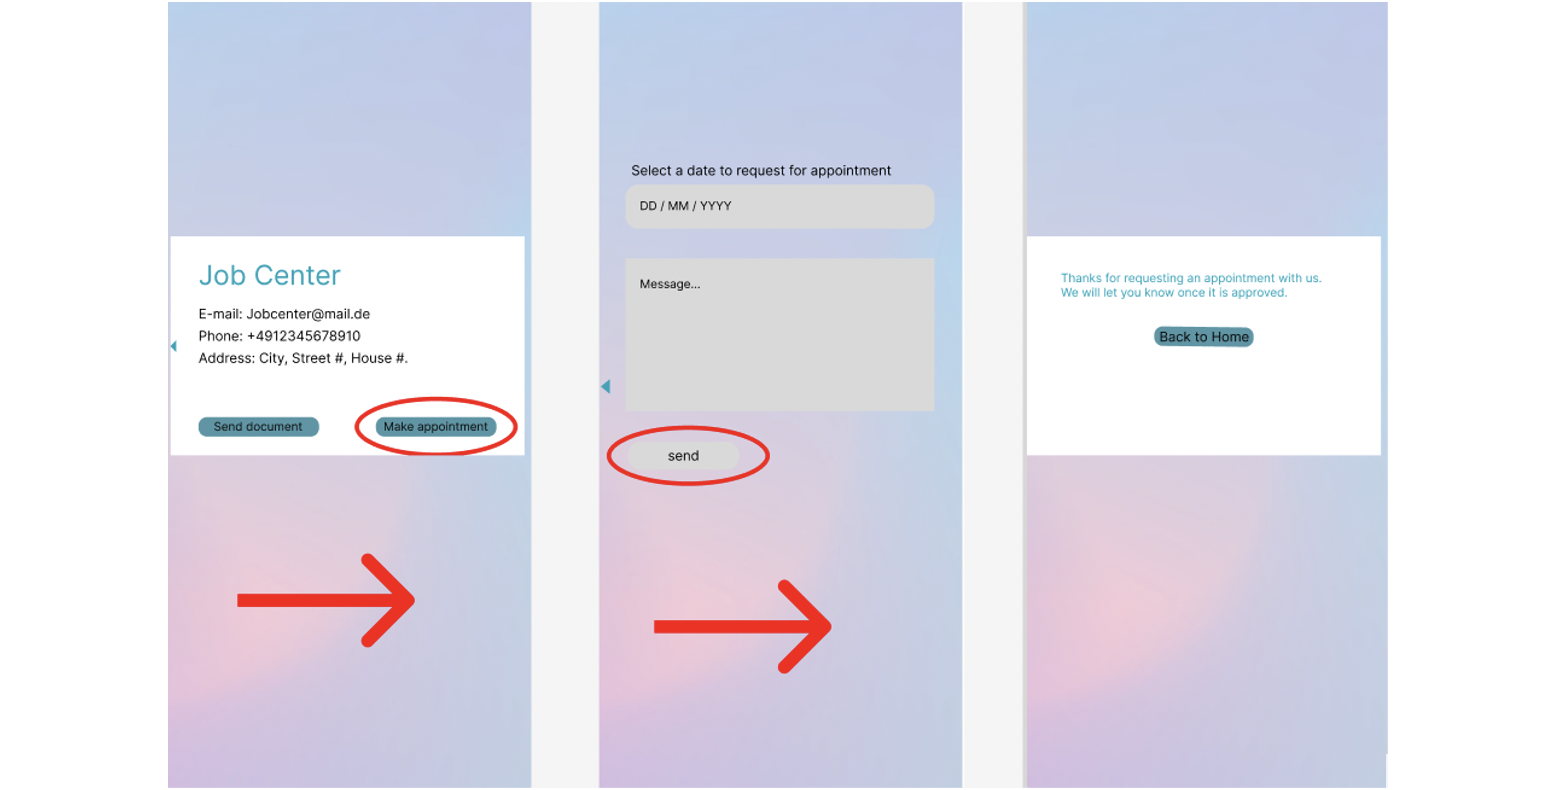 Job Center
E-mail: Jobcenter@mail.de
Phone: +4912345678910
Address: City, Street #, House #.
Send document
Make appointment
Select a date to request for appointment
DD / MM / YYYY
Message...
send
Thanks for requesting an appointment with us.
We will let you know once it is approved.
Back to Home